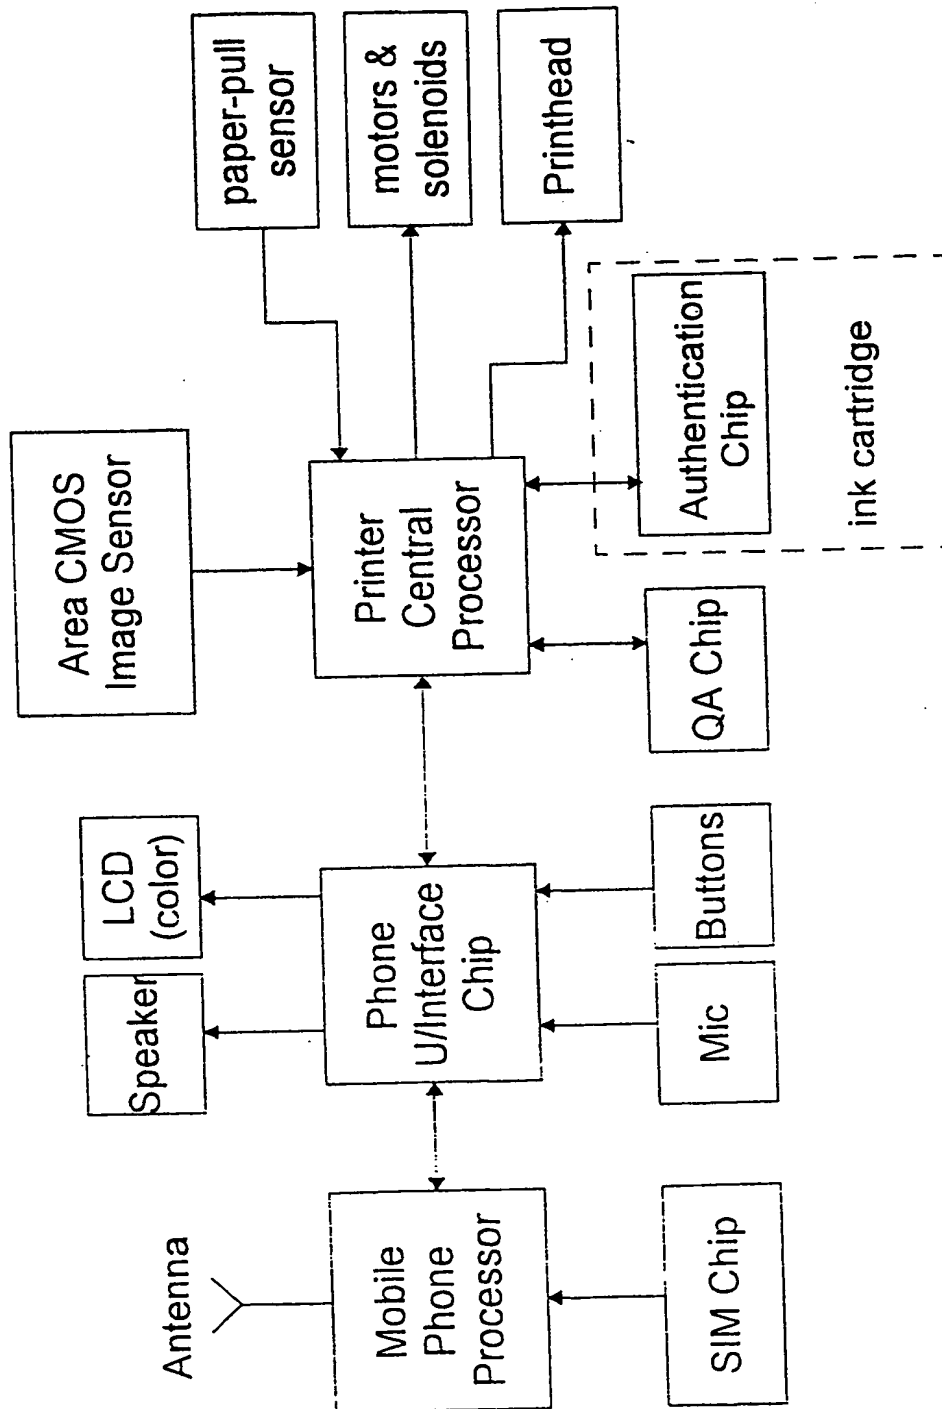 Antenna
Mobile
Phone
Processor
SIM Chip
Speaker
LCD
(color)
Phone
U/Interface
Chip
Mic
Buttons
Area CMOS
Image Sensor
Printer
Central
Processor
QA Chip
Authentication
Chip
ink cartridge
paper-pull
sensor
motors &
solenoids
Printhead